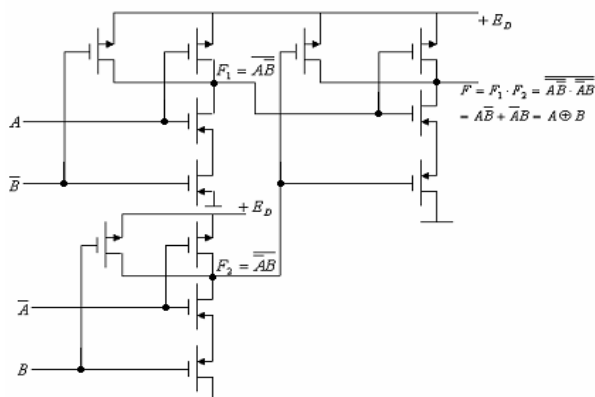 + E_D
F_1 = \overline{A\overline{B}}
F = F_1 · F_2 = \overline{\overline{A\overline{B}} · \overline{\overline{A}B}}
= A\overline{B} + \overline{A}B = A ⊕ B
A
\overline{B}
+ E_D
F_2 = \overline{\overline{A}B}
\overline{A}
B